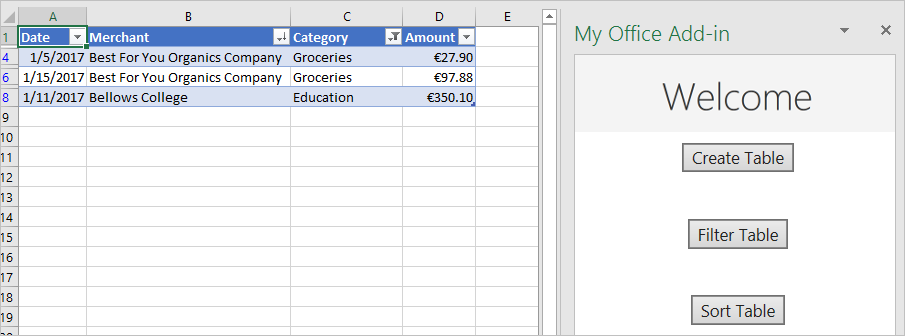 A B C D E
1 Date Merchant Category Amount
4 1/5/2017 Best For You Organics Company Groceries €27.90
6 1/15/2017 Best For You Organics Company Groceries €97.88
8 1/11/2017 Bellows College Education €350.10
9
10
11
12
13
14
15
16
17
18
19
My Office Add-in
Welcome
Create Table
Filter Table
Sort Table